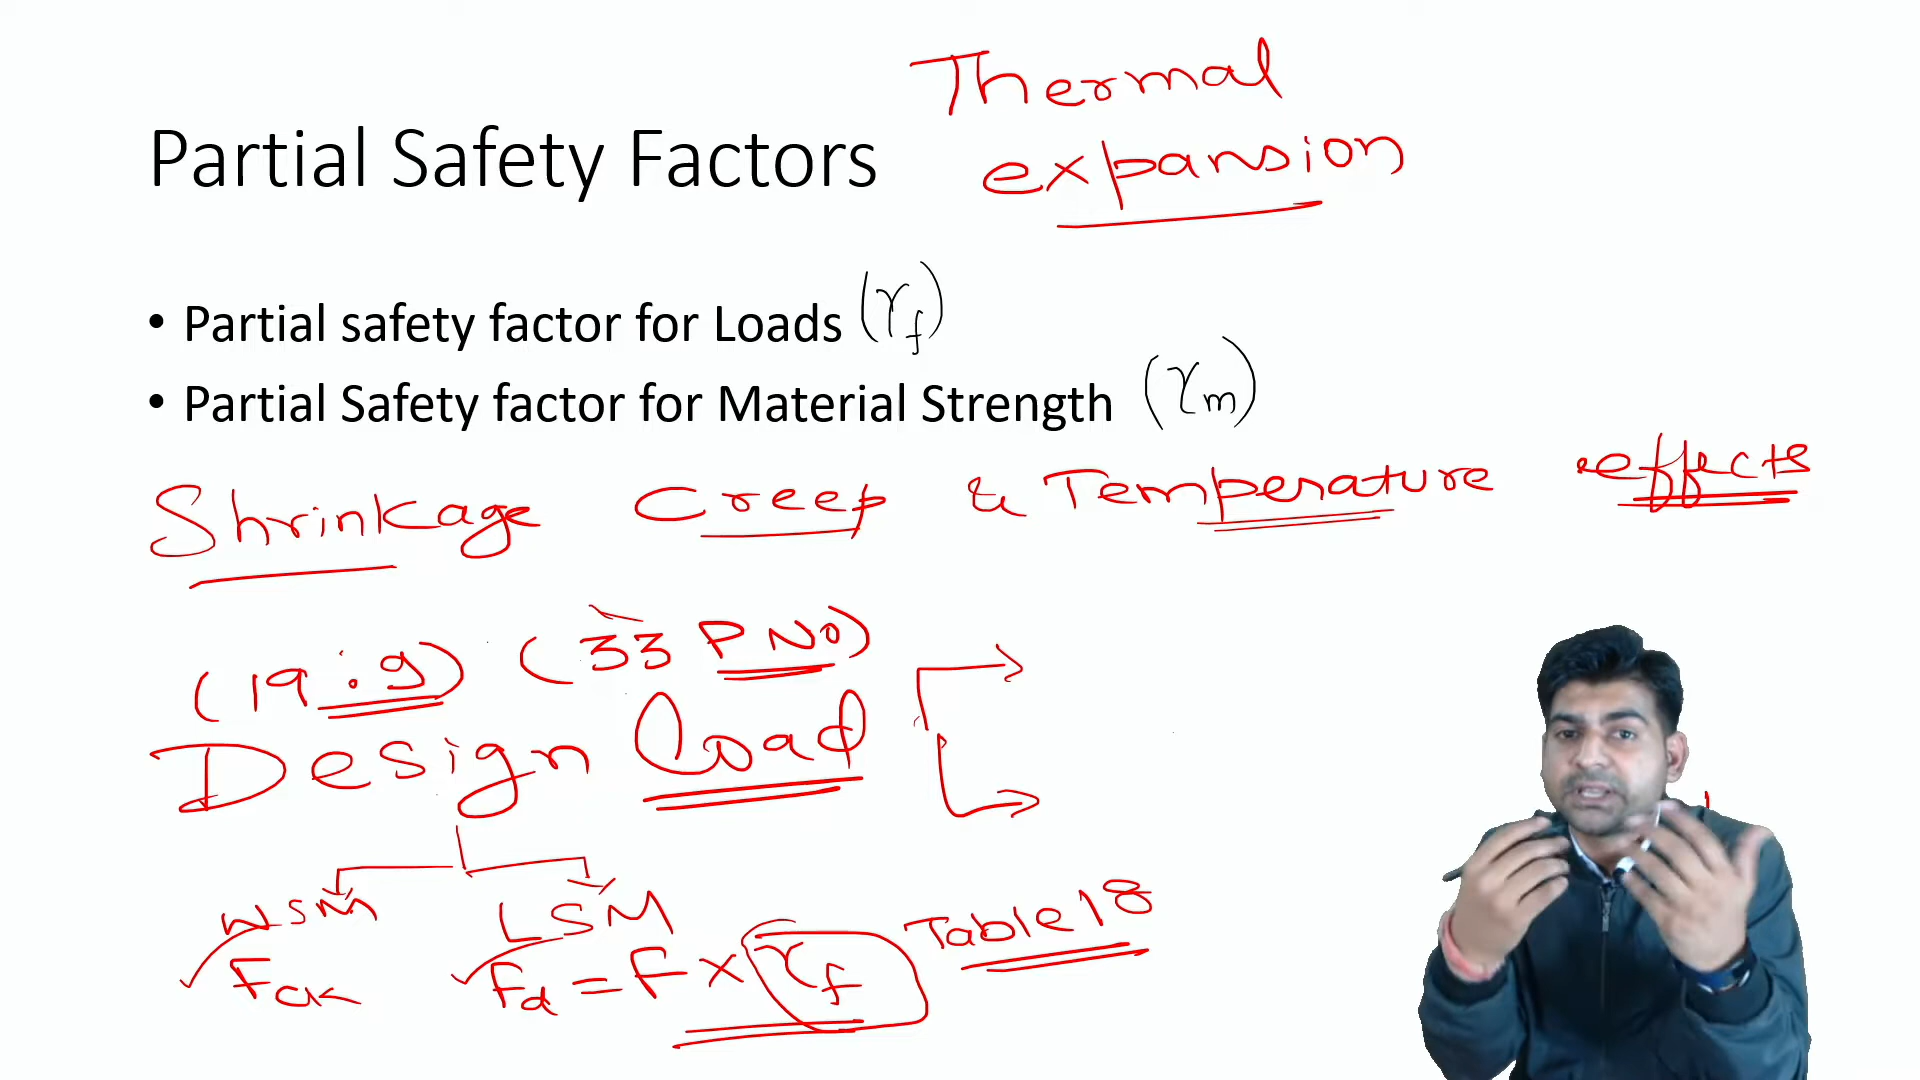 Thermal
expansion
Partial Safety Factors
• Partial safety factor for Loads (γf)
• Partial Safety factor for Material Strength (γm)
Shrinkage Creep & Temperature effects
(19.9) (33 P NO)
Design Load
WSM LSM
Fck Fd = F × γf Table 18